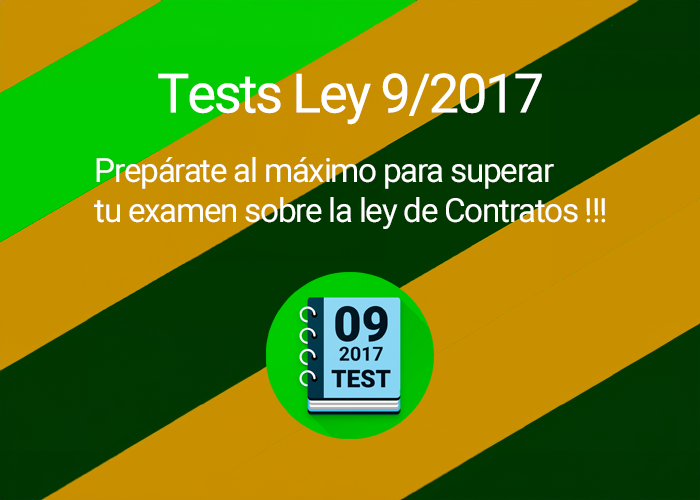 Tests Ley 9/2017
Prepárate al máximo para superar
tu examen sobre la ley de Contratos !!!
09
2017
TEST